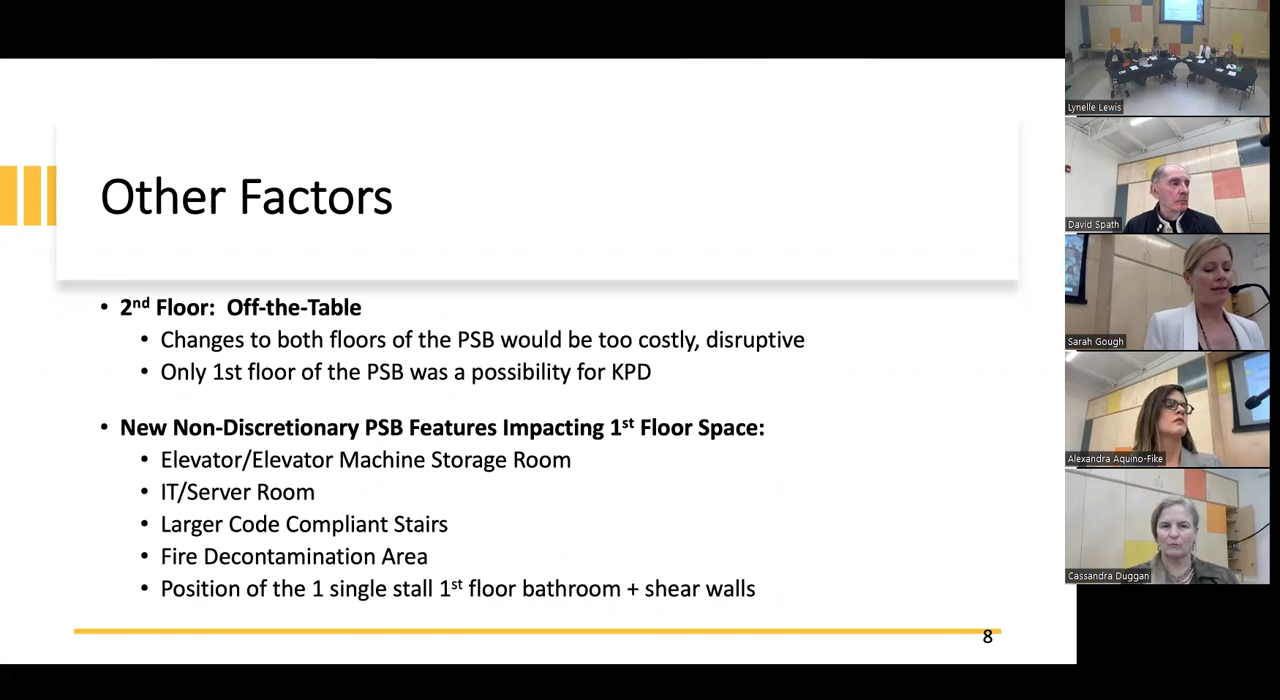 Other Factors
• 2nd Floor: Off-the-Table
• Changes to both floors of the PSB would be too costly, disruptive
• Only 1st floor of the PSB was a possibility for KPD
• New Non-Discretionary PSB Features Impacting 1st Floor Space:
• Elevator/Elevator Machine Storage Room
• IT/Server Room
• Larger Code Compliant Stairs
• Fire Decontamination Area
• Position of the 1 single stall 1st floor bathroom + shear walls
8
Lynelle Lewis
David Spath
Sarah Gough
Alexandra Aquino-Fike
Cassandra Duggan